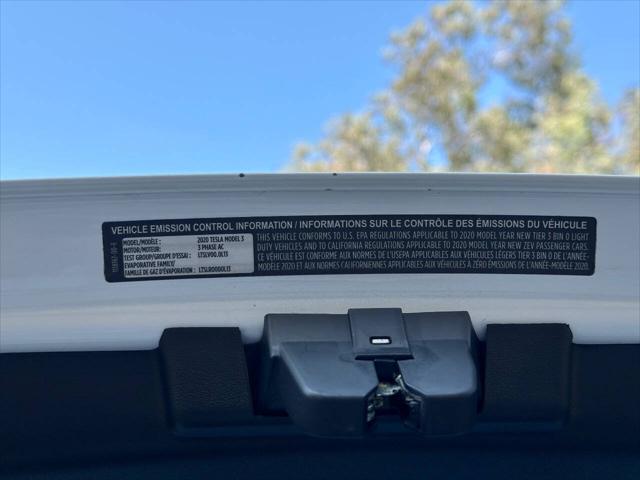 VEHICLE EMISSION CONTROL INFORMATION / INFORMATIONS SUR LE CONTRÔLE DES ÉMISSIONS DU VÉHICULE
MODEL/MODÈLE : 2020 TESLA MODEL 3
MOTOR/MOTEUR: 3 PHASE AC
TEST GROUP/GROUPE D'ESSAI : LTSLV00.0L13
EVAPORATIVE FAMILY/
FAMILLE DE GAZ D'ÉVAPORATION : LTSLR0000L13
THIS VEHICLE CONFORMS TO U.S. EPA REGULATIONS APPLICABLE TO 2020 MODEL YEAR NEW TIER 3 BIN 0 LIGHT
DUTY VEHICLES AND TO CALIFORNIA REGULATIONS APPLICABLE TO 2020 MODEL YEAR NEW ZEV PASSENGER CARS.
CE VÉHICULE EST CONFORME AUX NORMES DE L'USEPA APPLICABLES AUX VÉHICULES LÉGERS TIER 3 BIN 0 DE L'ANNÉE-
MODÈLE 2020 ET AUX NORMES CALIFORNIENNES APPLICABLES AUX VÉHICULES À ZÉRO ÉMISSIONS DE L'ANNÉE-MODÈLE 2020.